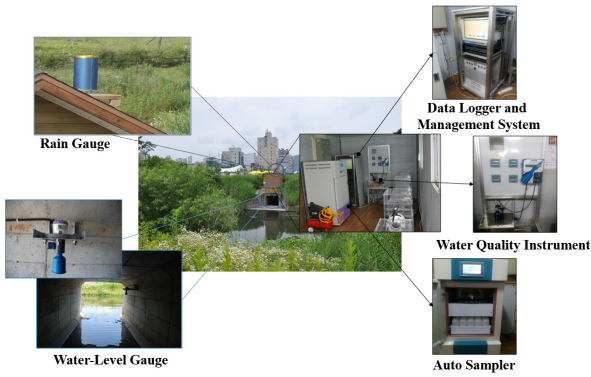 Rain Gauge
Data Logger and
Management System
Water Quality Instrument
Water-Level Gauge
Auto Sampler